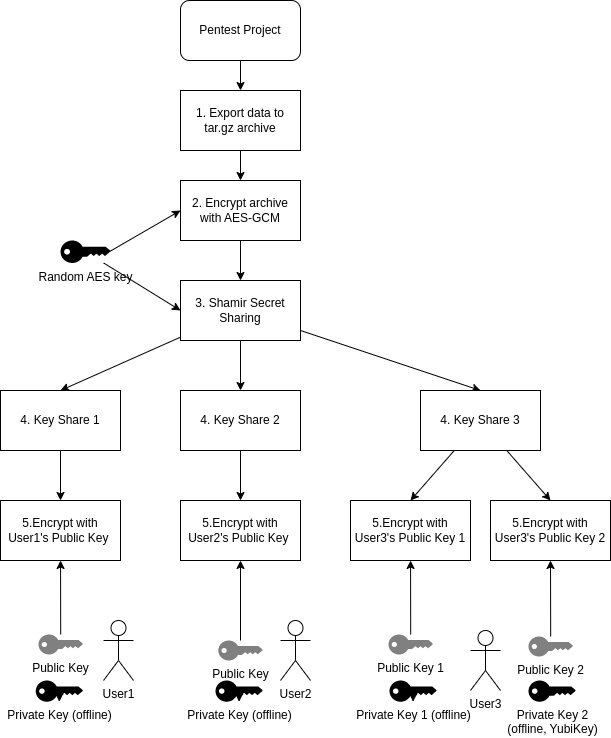 Pentest Project
1. Export data to
tar.gz archive
2. Encrypt archive
with AES-GCM
Random AES key
3. Shamir Secret
Sharing
4. Key Share 1
4. Key Share 2
4. Key Share 3
5.Encrypt with
User1's Public Key
5.Encrypt with
User2's Public Key
5.Encrypt with
User3's Public Key 1
5.Encrypt with
User3's Public Key 2
Public Key
User1
Private Key (offline)
Public Key
User2
Private Key (offline)
Public Key 1
Private Key 1 (offline)
User3
Public Key 2
Private Key 2
(offline, YubiKey)